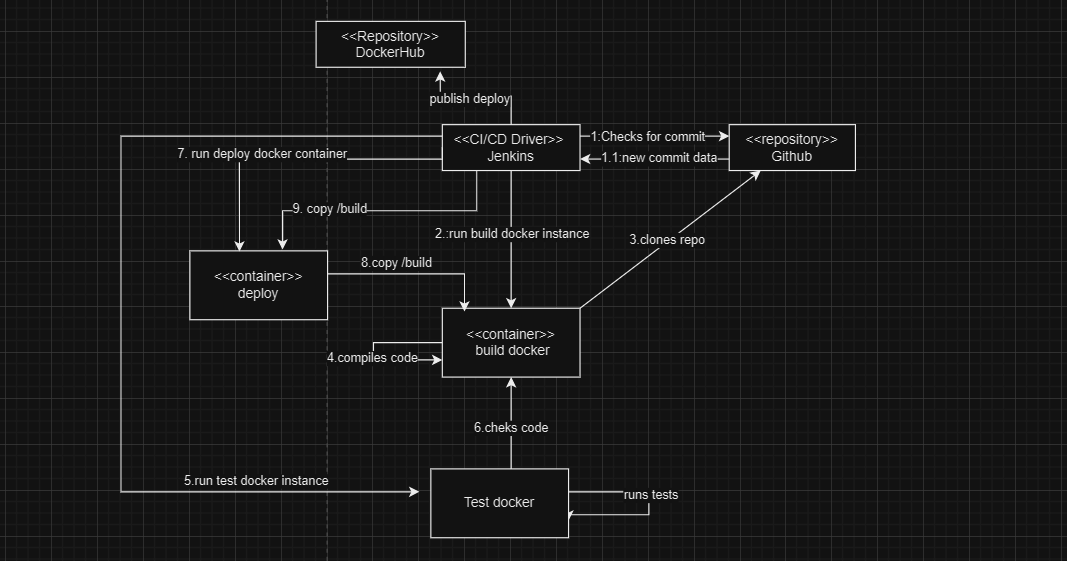 <<Repository>>
DockerHub
publish deploy
<<CI/CD Driver>>
Jenkins
1:Checks for commit
1.1:new commit data
<<repository>>
Github
7. run deploy docker container
9. copy /build
2.:run build docker instance
3.clones repo
<<container>>
deploy
8.copy /build
<<container>>
build docker
4.compiles code
6.cheks code
5.run test docker instance
Test docker
runs tests